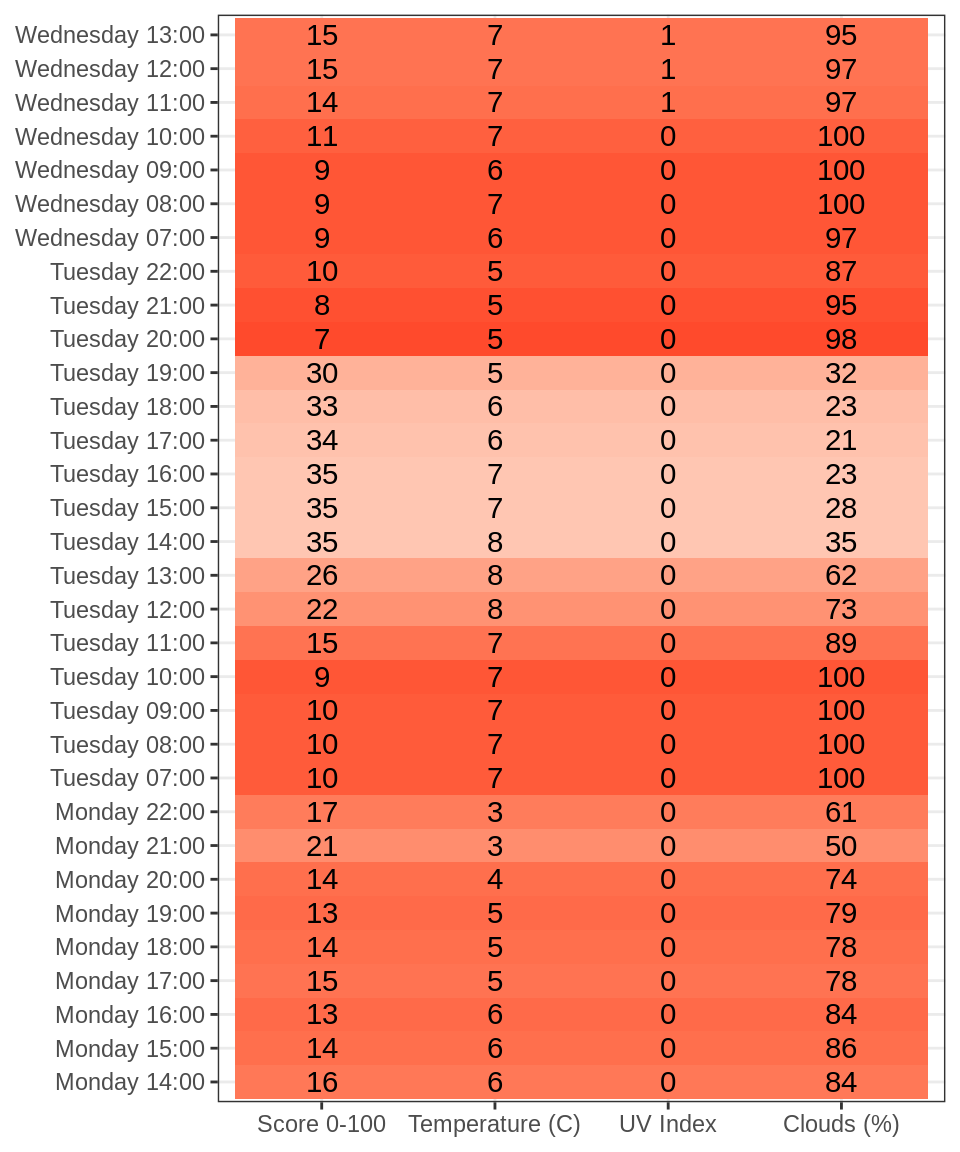 Wednesday 13:00 15 7 1 95
Wednesday 12:00 15 7 1 97
Wednesday 11:00 14 7 1 97
Wednesday 10:00 11 7 0 100
Wednesday 09:00 9 6 0 100
Wednesday 08:00 9 7 0 100
Wednesday 07:00 9 6 0 97
Tuesday 22:00 10 5 0 87
Tuesday 21:00 8 5 0 95
Tuesday 20:00 7 5 0 98
Tuesday 19:00 30 5 0 32
Tuesday 18:00 33 6 0 23
Tuesday 17:00 34 6 0 21
Tuesday 16:00 35 7 0 23
Tuesday 15:00 35 7 0 28
Tuesday 14:00 35 8 0 35
Tuesday 13:00 26 8 0 62
Tuesday 12:00 22 8 0 73
Tuesday 11:00 15 7 0 89
Tuesday 10:00 9 7 0 100
Tuesday 09:00 10 7 0 100
Tuesday 08:00 10 7 0 100
Tuesday 07:00 10 7 0 100
Monday 22:00 17 3 0 61
Monday 21:00 21 3 0 50
Monday 20:00 14 4 0 74
Monday 19:00 13 5 0 79
Monday 18:00 14 5 0 78
Monday 17:00 15 5 0 78
Monday 16:00 13 6 0 84
Monday 15:00 14 6 0 86
Monday 14:00 16 6 0 84
Score 0-100 Temperature (C) UV Index Clouds (%)